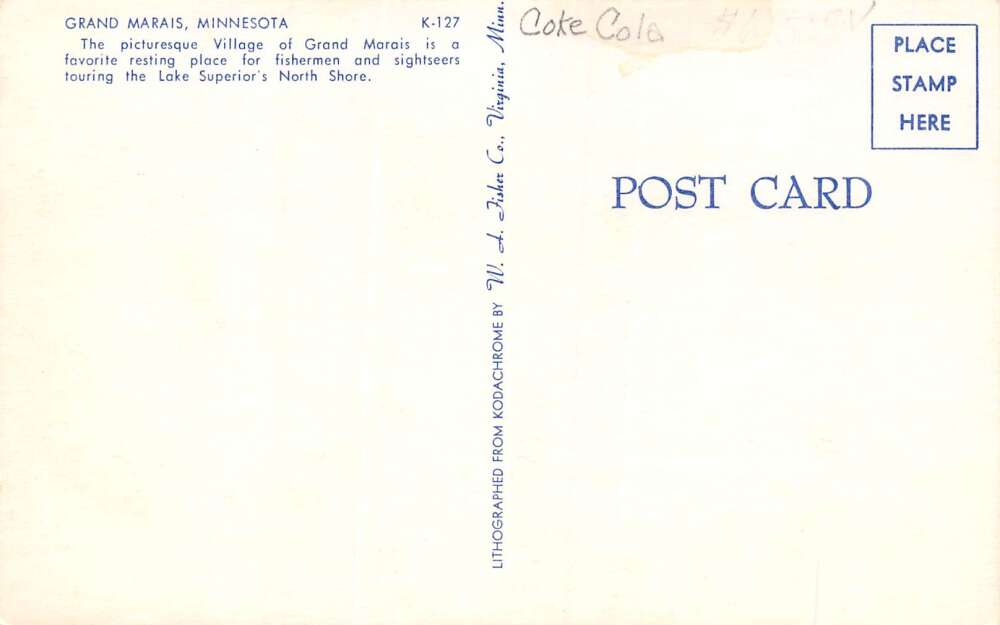 GRAND MARAIS, MINNESOTA K-127
The picturesque Village of Grand Marais is a
favorite resting place for fishermen and sightseers
touring the Lake Superior's North Shore.
LITHOGRAPHED FROM KODACHROME BY W. A. Fisher Co., Virginia, Minn.
Coke Cola
PLACE
STAMP
HERE
POST CARD